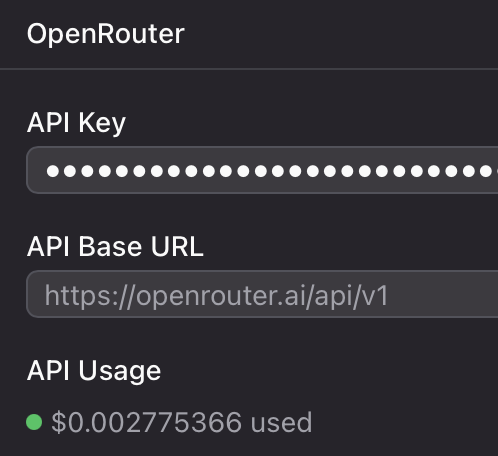 OpenRouter
API Key
API Base URL
https://openrouter.ai/api/v1
API Usage
$0.002775366 used